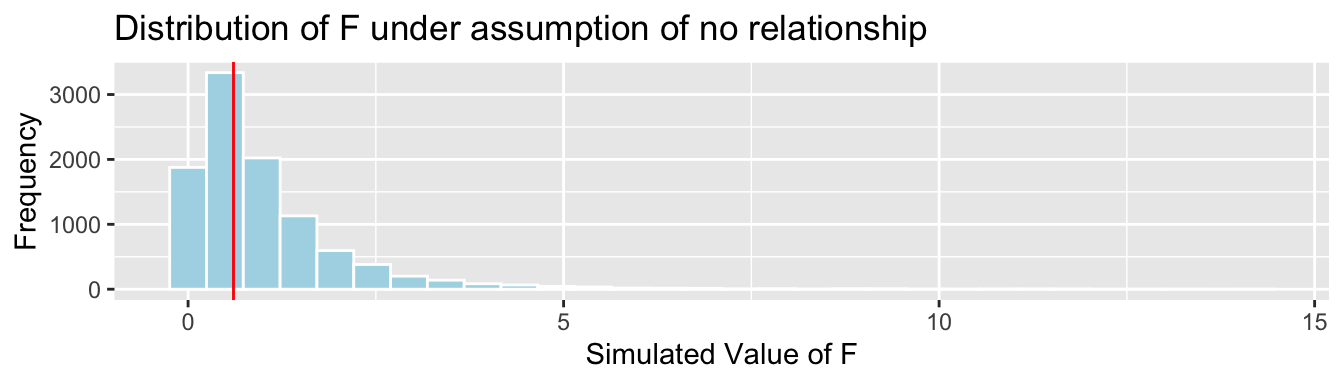 Distribution of F under assumption of no relationship
Frequency
3000
2000
1000
0
0 5 10 15
Simulated Value of F